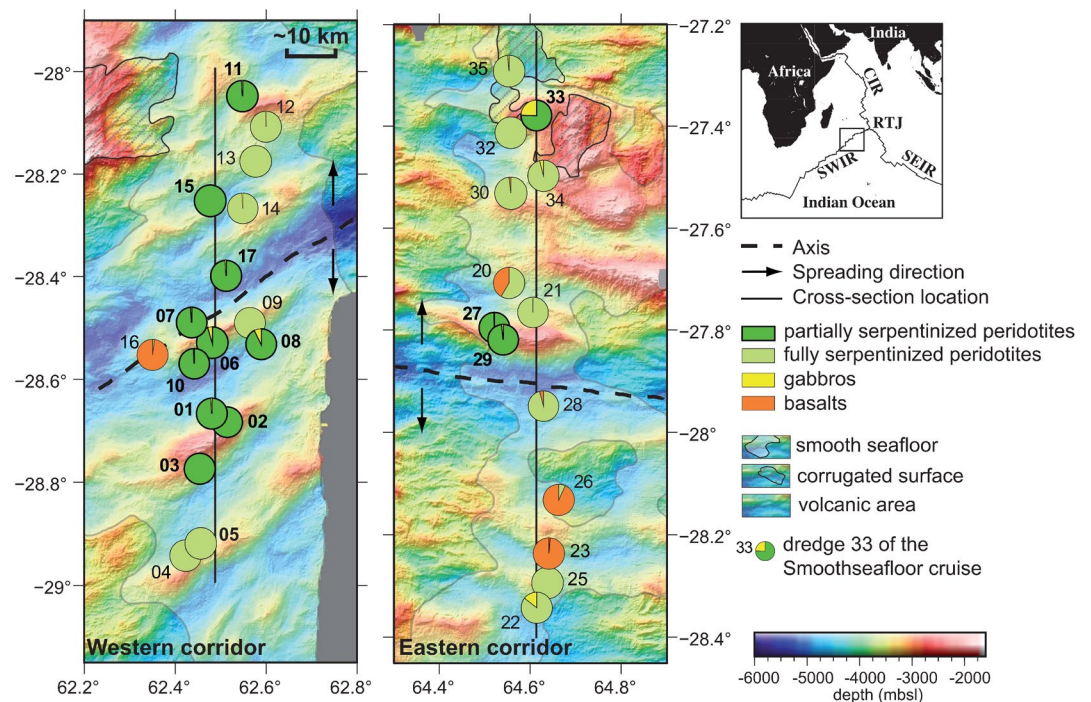 ~10 km
−28°
−28.2°
−28.4°
−28.6°
−28.8°
−29°
11
12
13
15
14
17
07
09
16
06
08
10
01
02
03
05
04
Western corridor
62.2
62.4
62.6
62.8
35
33
32
34
30
20
21
27
29
28
26
23
25
22
Eastern corridor
64.4
64.6
64.8
−27.2°
−27.4°
−27.6°
−27.8°
−28°
−28.2°
−28.4°
India
Africa
CIR
RTJ
SWIR
SEIR
Indian Ocean
Axis
Spreading direction
Cross-section location
partially serpentinized peridotites
fully serpentinized peridotites
gabbros
basalts
smooth seafloor
corrugated surface
volcanic area
33
dredge 33 of the
Smoothseafloor cruise
-6000 -5000 -4000 -3000 -2000
depth (mbsl)